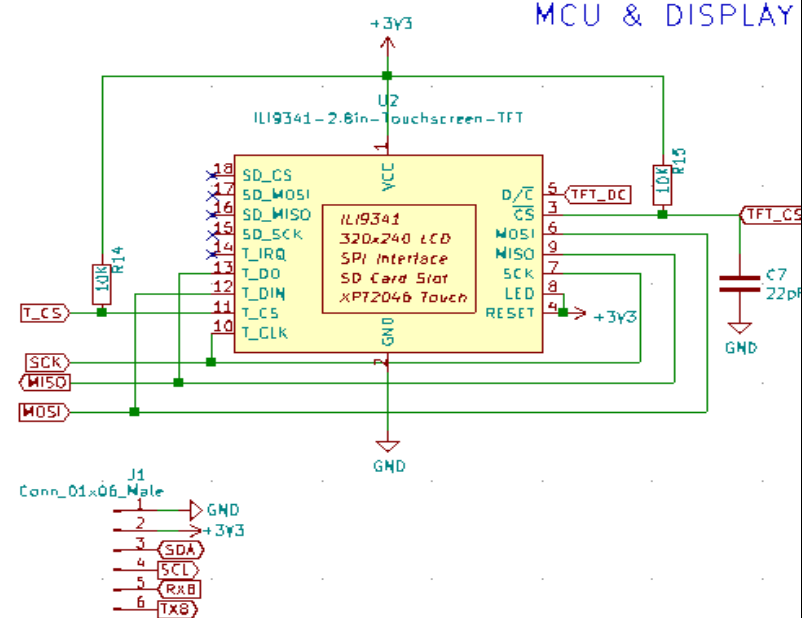 MCU & DISPLAY
+3V3
U2
ILI9341-2.8in-Touchscreen-TFT
1
VCC
18 SD_CS
17 SD_MOSI
16 SD_MISO
15 SD_SCK
14 T_IRQ
13 T_DO
12 T_DIN
11 T_CS
10 T_CLK
ILI9341
320x240 LCD
SPI Interface
SD Card Slot
XPT2046 Touch
D/C 5 TFT_DC
CS 3 TFT_CS
MOSI 6
MISO 9
SCK 7
LED 8
RESET 4 +3V3
GND
2
10K R14
10K R15
C7
22pF
GND
T_CS
SCK
MISO
MOSI
GND
J1
Conn_01x06_Male
1 GND
2 +3V3
3 SDA
4 SCL
5 RX8
6 TX8